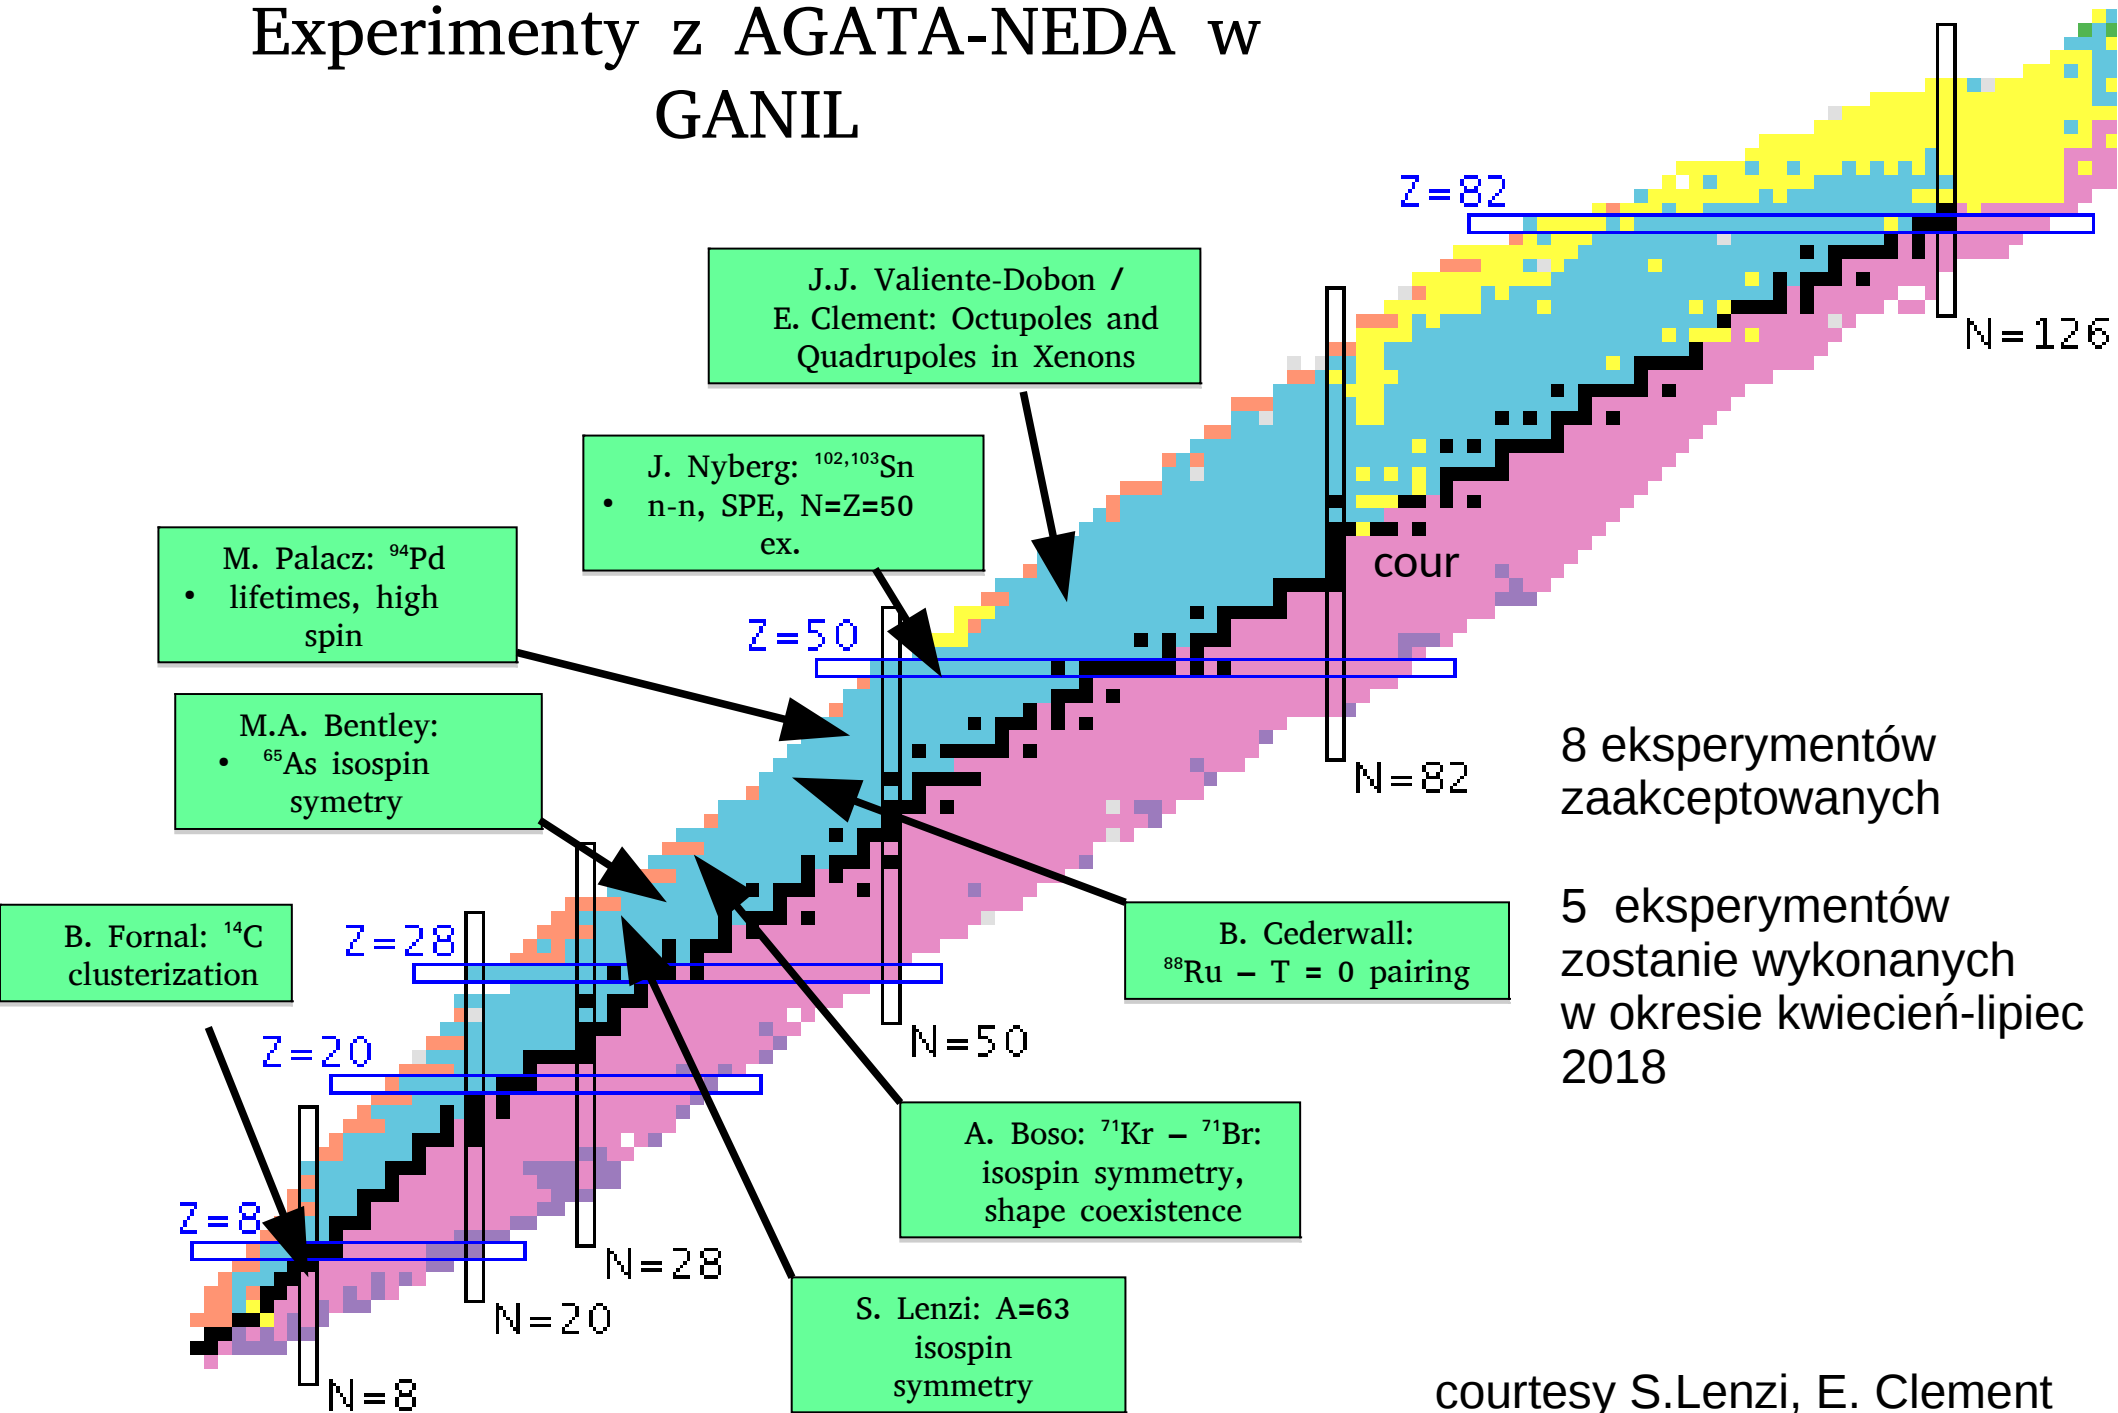 Experimenty z AGATA-NEDA w
GANIL
Z=82
J.J. Valiente-Dobon /
E. Clement: Octupoles and
Quadrupoles in Xenons
N=126
J. Nyberg: ¹⁰²,¹⁰³Sn
• n-n, SPE, N=Z=50
ex.
M. Palacz: ⁹⁴Pd
• lifetimes, high
spin
cour
Z=50
M.A. Bentley:
• ⁶⁵As isospin
symetry
N=82
8 eksperymentów
zaakceptowanych
5 eksperymentów
zostanie wykonanych
w okresie kwiecień-lipiec
2018
B. Fornal: ¹⁴C
clusterization
Z=28
B. Cederwall:
⁸⁸Ru – T = 0 pairing
Z=20
N=50
A. Boso: ⁷¹Kr – ⁷¹Br:
isospin symmetry,
shape coexistence
Z=8
N=28
N=20
S. Lenzi: A=63
isospin
symmetry
N=8
courtesy S.Lenzi, E. Clement